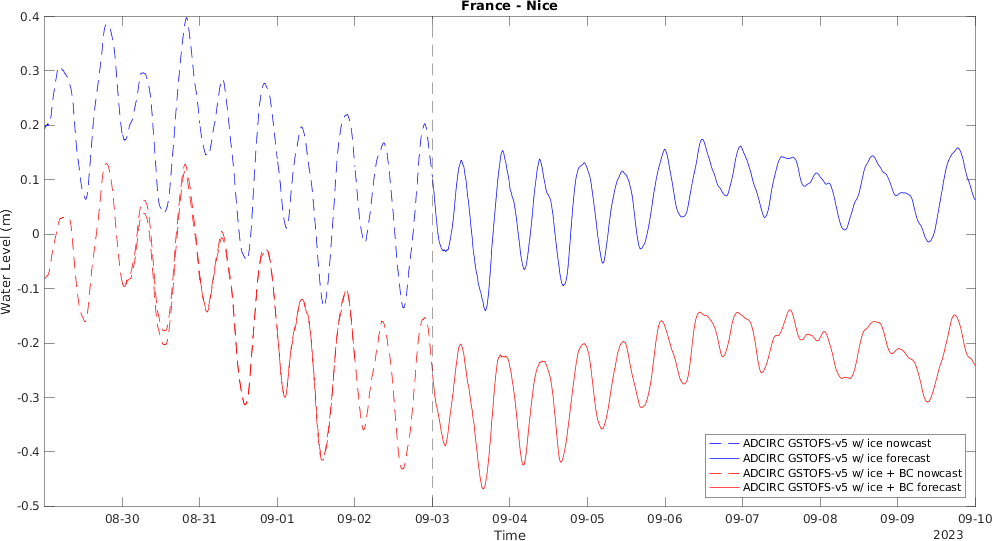 France - Nice
Water Level (m)
0.4
0.3
0.2
0.1
0
-0.1
-0.2
-0.3
-0.4
-0.5
ADCIRC GSTOFS-v5 w/ ice nowcast
ADCIRC GSTOFS-v5 w/ ice forecast
ADCIRC GSTOFS-v5 w/ ice + BC nowcast
ADCIRC GSTOFS-v5 w/ ice + BC forecast
08-30 08-31 09-01 09-02 09-03 09-04 09-05 09-06 09-07 09-08 09-09 09-10
Time
2023